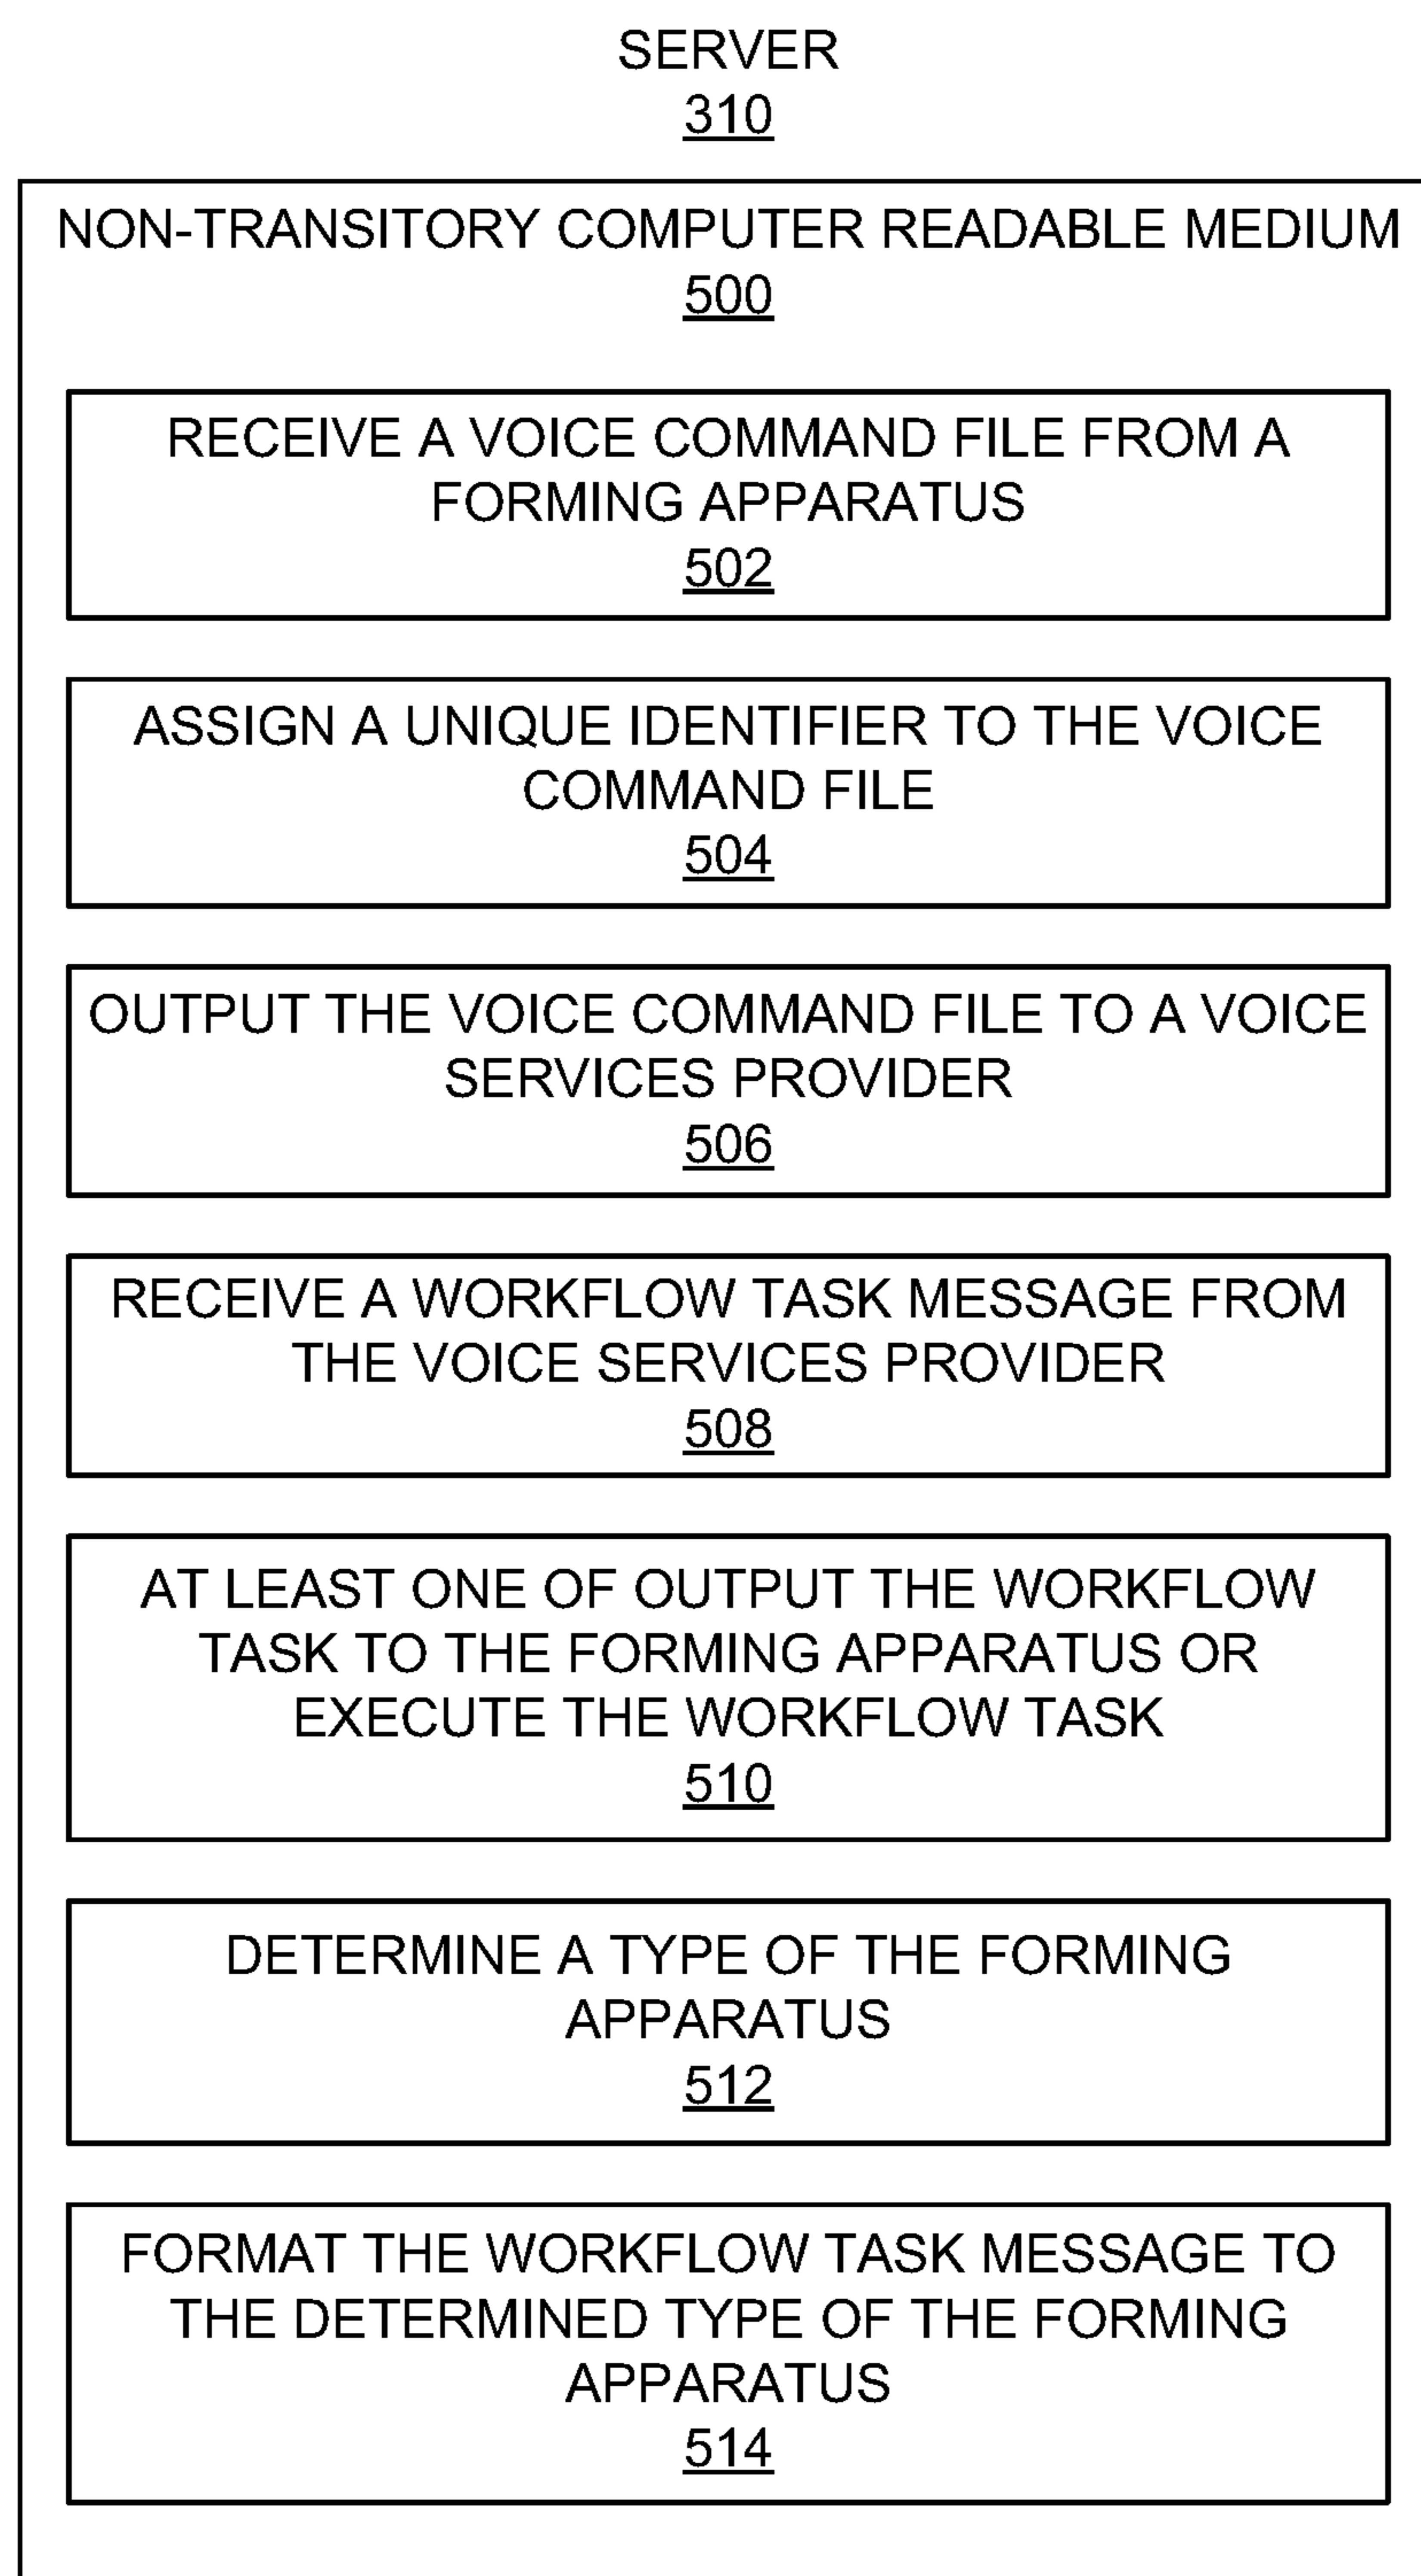 SERVER
310
NON-TRANSITORY COMPUTER READABLE MEDIUM
500
RECEIVE A VOICE COMMAND FILE FROM A
FORMING APPARATUS
502
ASSIGN A UNIQUE IDENTIFIER TO THE VOICE
COMMAND FILE
504
OUTPUT THE VOICE COMMAND FILE TO A VOICE
SERVICES PROVIDER
506
RECEIVE A WORKFLOW TASK MESSAGE FROM
THE VOICE SERVICES PROVIDER
508
AT LEAST ONE OF OUTPUT THE WORKFLOW
TASK TO THE FORMING APPARATUS OR
EXECUTE THE WORKFLOW TASK
510
DETERMINE A TYPE OF THE FORMING
APPARATUS
512
FORMAT THE WORKFLOW TASK MESSAGE TO
THE DETERMINED TYPE OF THE FORMING
APPARATUS
514